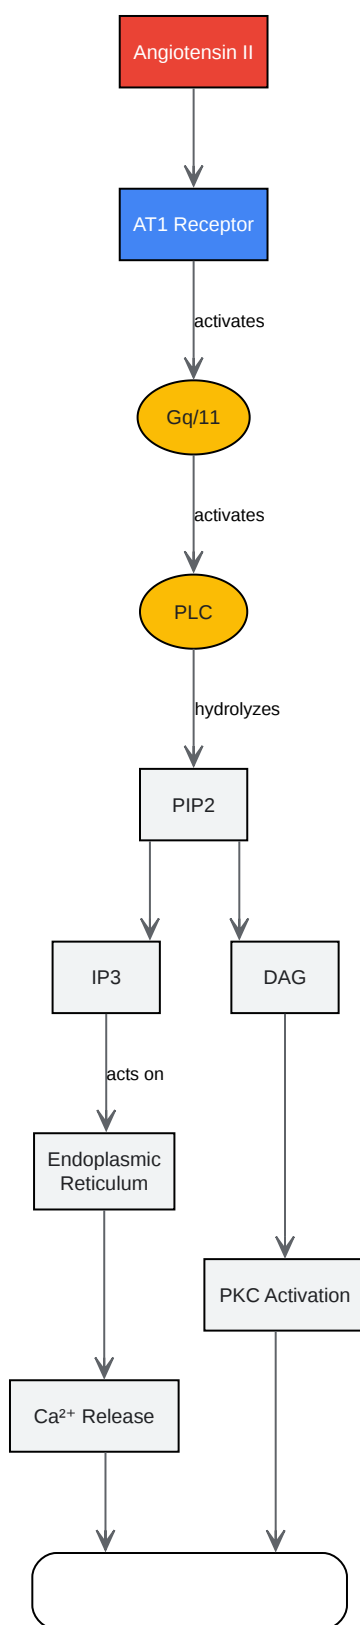 Angiotensin II
AT1 Receptor
activates
Gq/11
activates
PLC
hydrolyzes
PIP2
IP3
DAG
acts on
Endoplasmic
Reticulum
PKC Activation
Ca²⁺ Release